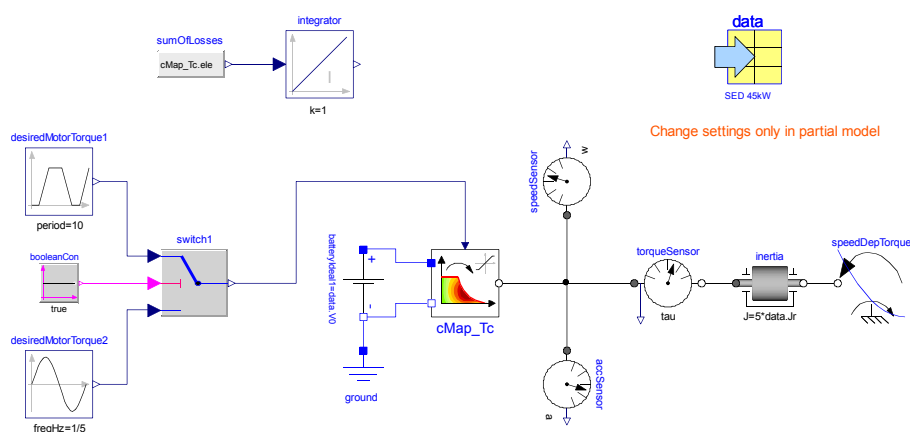 integrator
data
sumOfLosses
cMap_Tc.ele
I
k=1
SED 45kW
Change settings only in partial model
desiredMotorTorque1
period=10
w
speedSensor
switch1
booleanCon
true
batteryIdeal1=data.V0
+
-
cMap_Tc
torqueSensor
tau
inertia
J=5*data.Jr
speedDepTorque
desiredMotorTorque2
freqHz=1/5
ground
accSensor
a